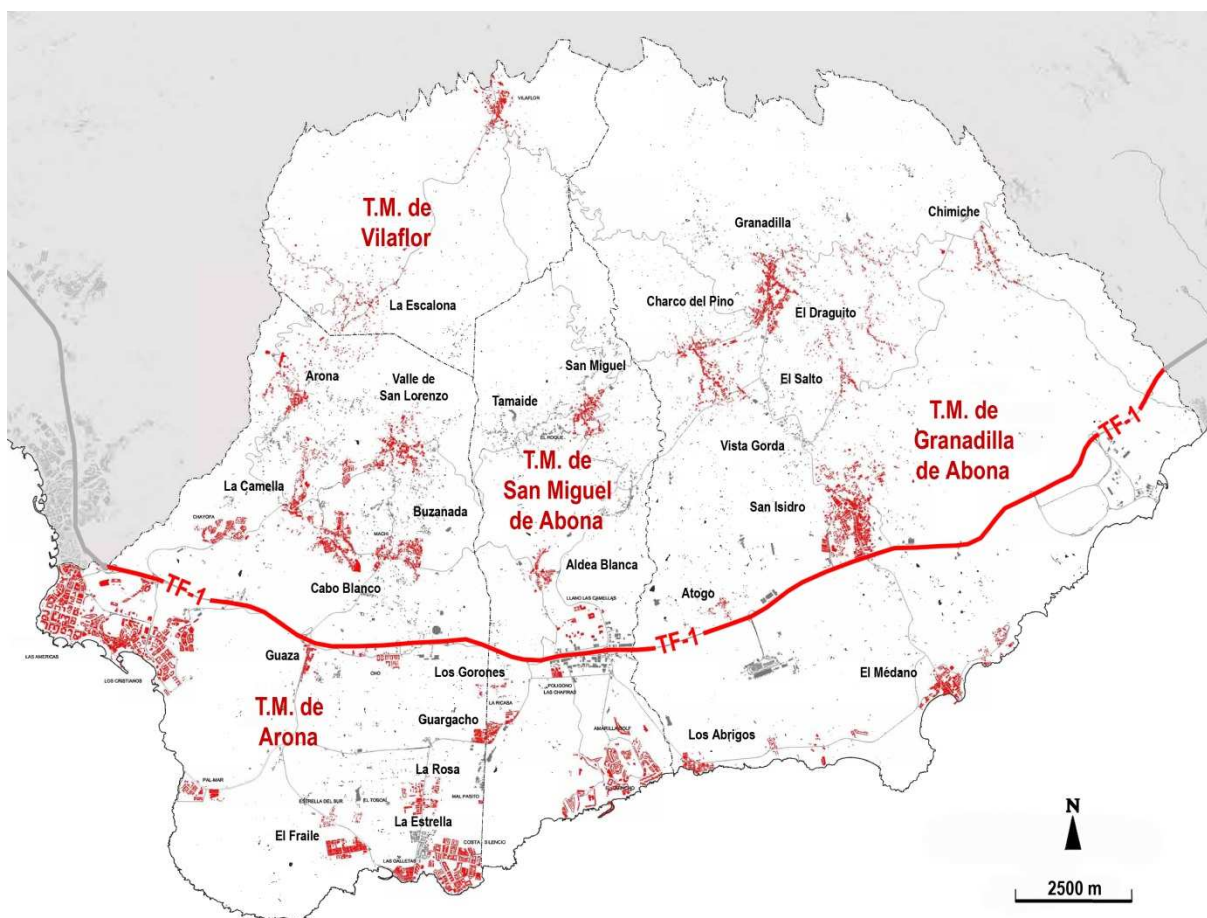 VILAFLOR
T.M. de
Vilaflor
Granadilla
Chimiche
La Escalona
Charco del Pino
El Draguito
San Miguel
Arona
Valle de
San Lorenzo
Tamaide
El Salto
EL ROQUE
T.M. de
Granadilla
de Abona
TF-1
Vista Gorda
T.M. de
San Miguel
de Abona
La Camella
Buzanada
San Isidro
CHAYOFA
MACHI
Aldea Blanca
Cabo Blanco
TF-1
LLANO LAS CAMELLAS
Atogo
TF-1
LAS AMERICAS
LOS CRISTIANOS
Guaza
CHO
Los Gorones
POLIGONO
LAS CHAFIRAS
El Médano
T.M. de
Arona
LA RICASA
Guargacho
AMARILLA GOLF
Los Abrigos
PAL-MAR
La Rosa
ESTRELLA DEL SUR
EL TOSCAL
MAL PASITO
La Estrella
El Fraile
COSTA SILENCIO
LAS GALLETAS
N
2500 m